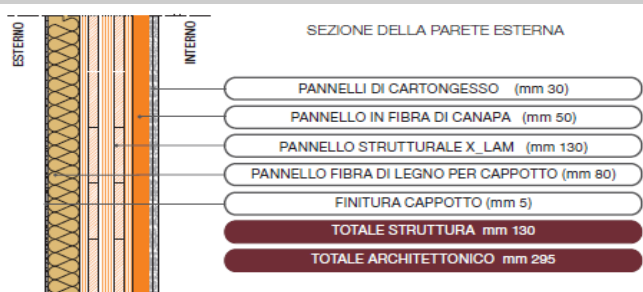 ESTERNO
INTERNO
SEZIONE DELLA PARETE ESTERNA
PANNELLI DI CARTONGESSO (mm 30)
PANNELLO IN FIBRA DI CANAPA (mm 50)
PANNELLO STRUTTURALE X_LAM (mm 130)
PANNELLO FIBRA DI LEGNO PER CAPPOTTO (mm 80)
FINITURA CAPPOTTO (mm 5)
TOTALE STRUTTURA mm 130
TOTALE ARCHITETTONICO mm 295